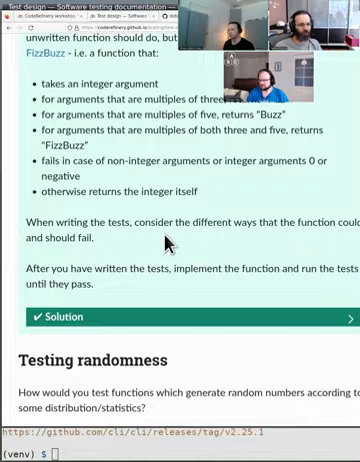 Test design — Software testing documentation —
CodeRefinery workshop
Test design — Software te
unwritten function should do, but
FizzBuzz - i.e. a function that:
takes an integer argument
for arguments that are multiples of three
for arguments that are multiples of five, returns "Buzz"
for arguments that are multiples of both three and five, returns
"FizzBuzz"
fails in case of non-integer arguments or integer arguments 0 or
negative
otherwise returns the integer itself
When writing the tests, consider the different ways that the function coul
and should fail.
After you have written the tests, implement the function and run the tests
until they pass.
✔ Solution
Testing randomness
How would you test functions which generate random numbers according to
some distribution/statistics?
https://github.com/cli/cli/releases/tag/v2.25.1
(venv) $